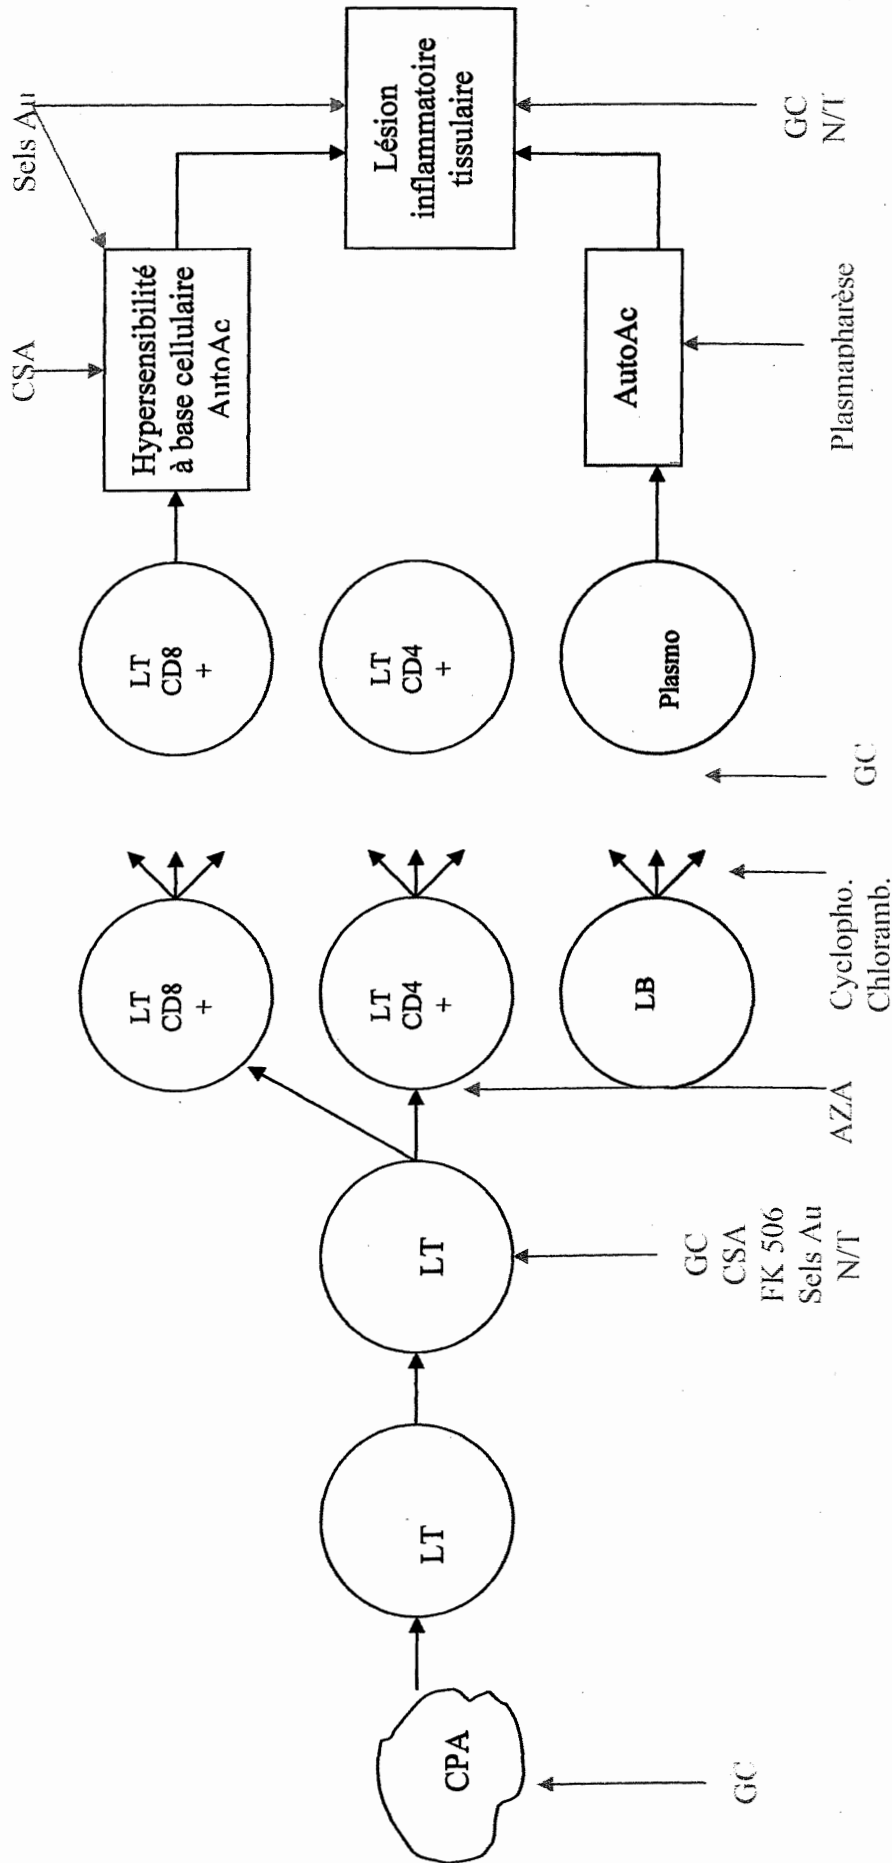 Sels Au
CSA
Hypersensibilité
à base cellulaire
AutoAc
Lésion
inflammatoire
tissulaire
LT
CD8
+
LT
CD8
+
CPA
LT
LT
LT
CD4
+
LT
CD4
+
LB
Plasmo
AutoAc
GC
GC
CSA
FK 506
Sels Au
N/T
AZA
Cyclopho.
Chloramb.
GC
Plasmapharèse
GC
N/T